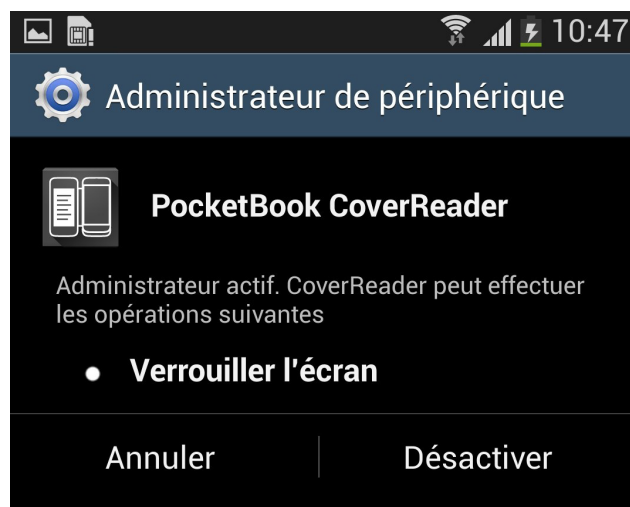 10:47
Administrateur de périphérique
PocketBook CoverReader
Administrateur actif. CoverReader peut effectuer
les opérations suivantes
Verrouiller l'écran
Annuler
Désactiver